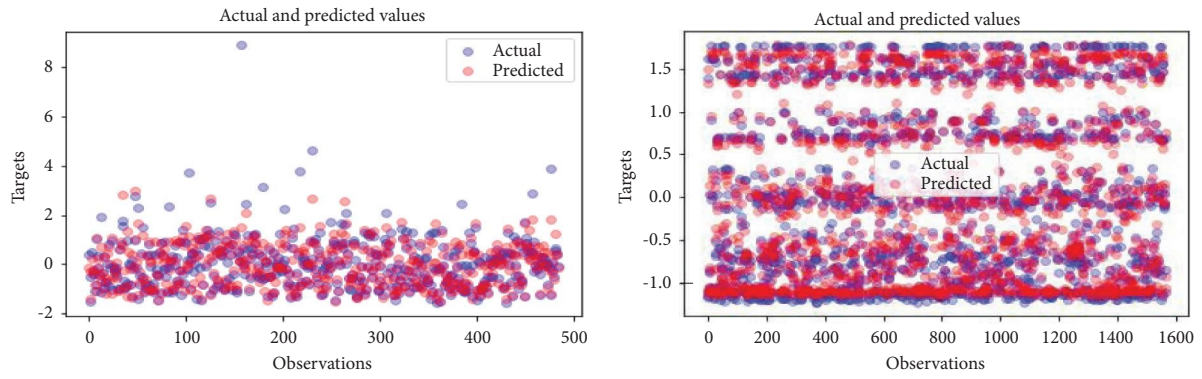 Actual and predicted values
8
6
4
2
0
-2
Targets
Actual
Predicted
0 100 200 300 400 500
Observations
Actual and predicted values
1.5
1.0
0.5
0.0
-0.5
-1.0
Targets
Actual
Predicted
0 200 400 600 800 1000 1200 1400 1600
Observations